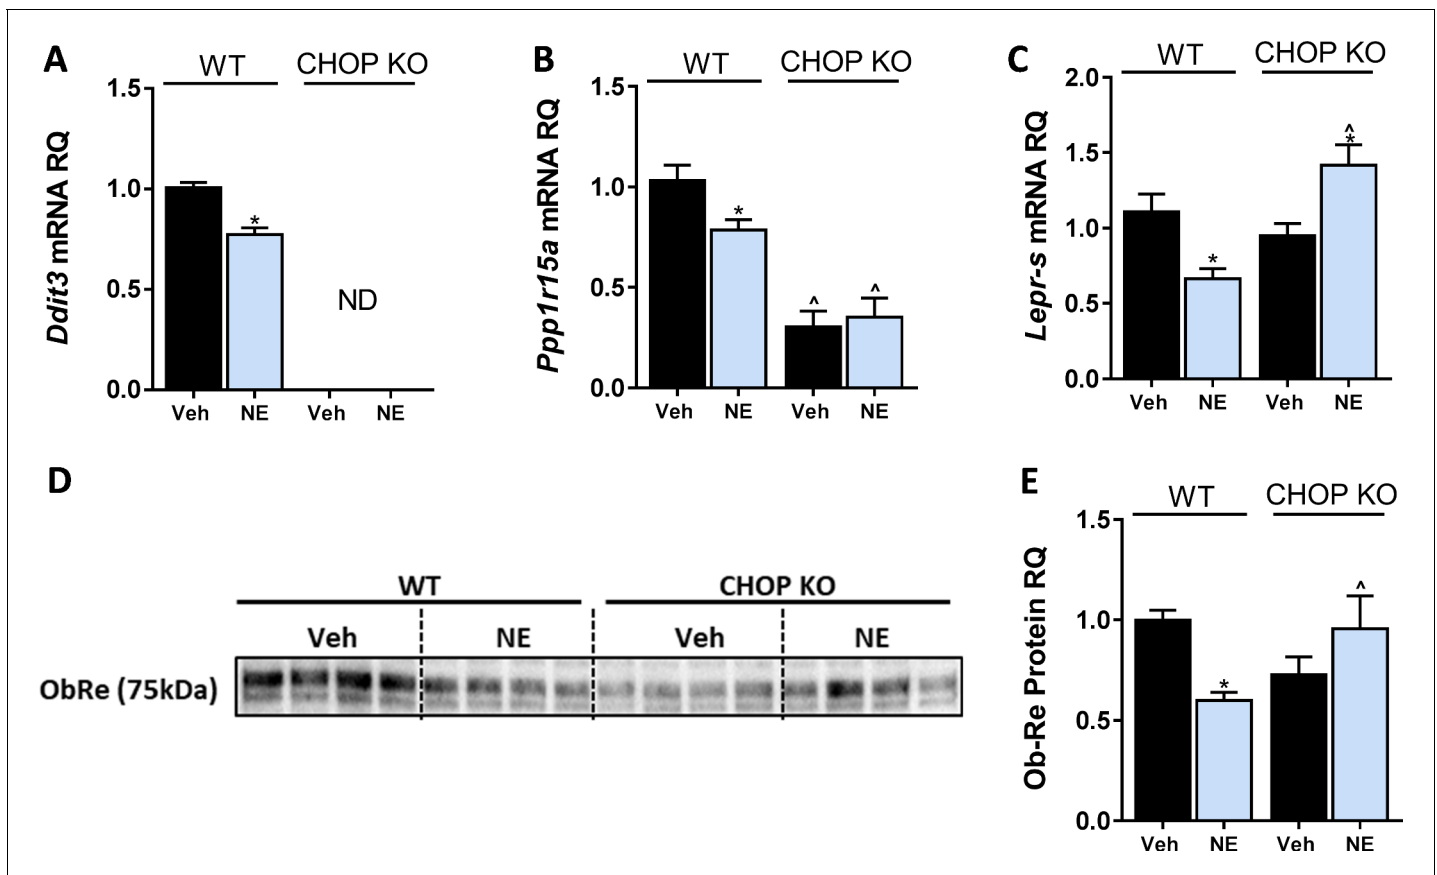 A
WT CHOP KO
Ddit3 mRNA RQ
1.5
1.0
0.5
0.0
*
ND
Veh NE Veh NE
B
WT CHOP KO
Ppp1r15a mRNA RQ
1.5
1.0
0.5
0.0
*
^ ^
Veh NE Veh NE
C
WT CHOP KO
Lepr-s mRNA RQ
2.0
1.5
1.0
0.5
0.0
*
^
*
Veh NE Veh NE
D
WT CHOP KO
Veh NE Veh NE
ObRe (75kDa)
E
WT CHOP KO
Ob-Re Protein RQ
1.5
1.0
0.5
0.0
*
^
Veh NE Veh NE